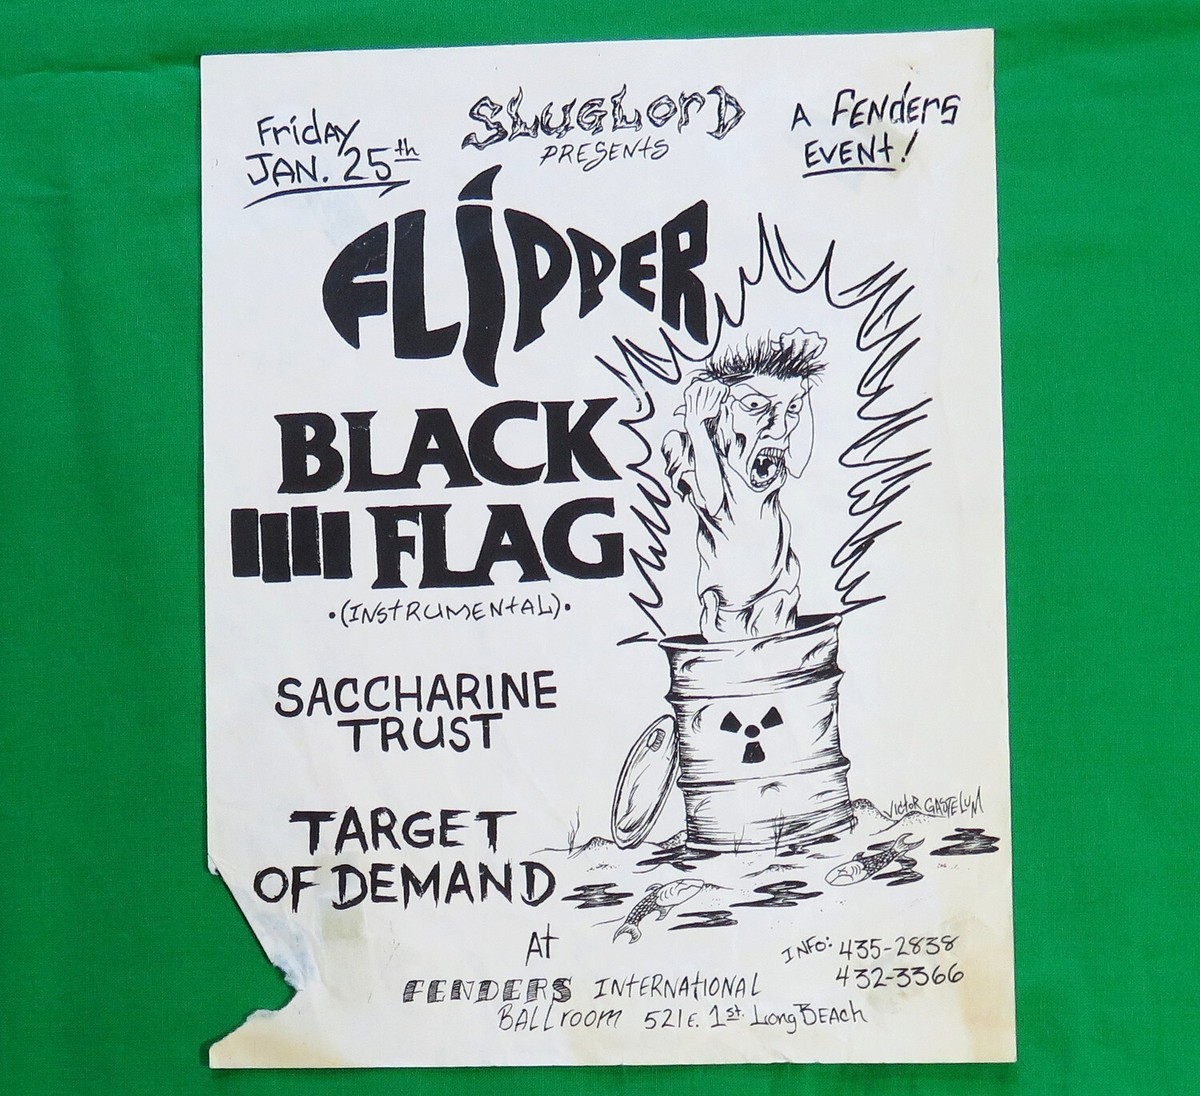 Friday
JAN. 25th
SLUGLORD
PRESENTS
A FENDERS
EVENT!
FLIPPER
BLACK
FLAG
•(INSTRUMENTAL)•
SACCHARINE
TRUST
TARGET
OF DEMAND
VICTOR GASTELUM
At
FENDERS INTERNATIONAL
BALLROOM 521 E. 1st. Long BEACH
INFO: 435-2838
432-3366